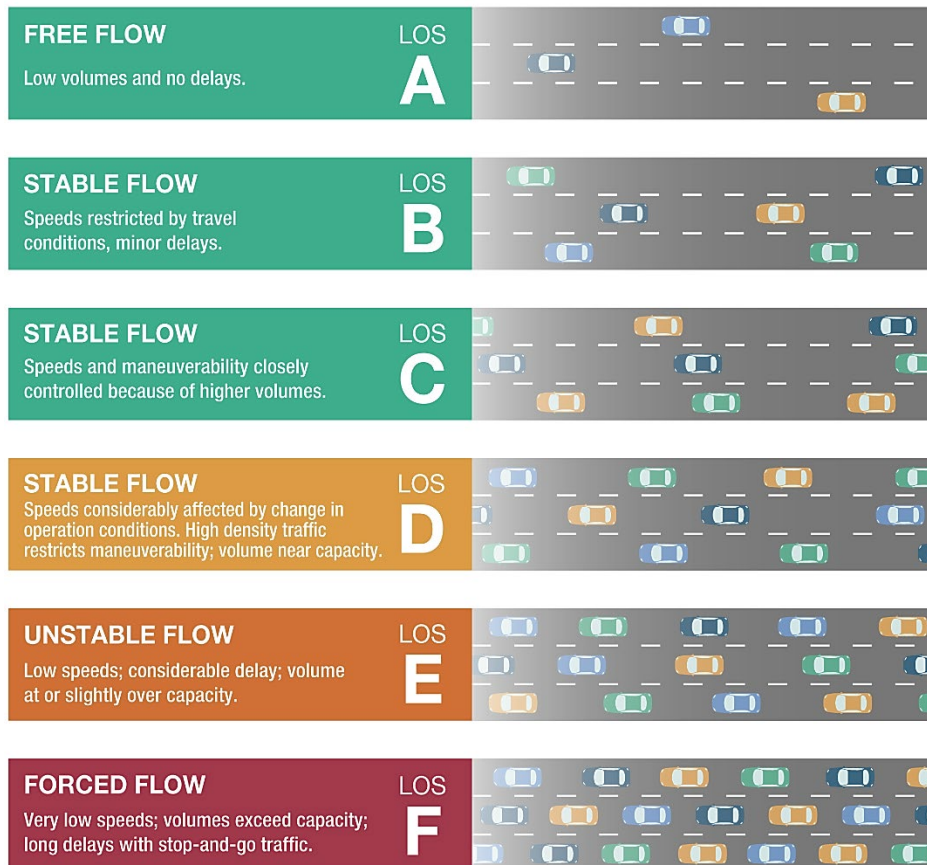 FREE FLOW
LOS
A
Low volumes and no delays.
STABLE FLOW
LOS
B
Speeds restricted by travel
conditions, minor delays.
STABLE FLOW
LOS
C
Speeds and maneuverability closely
controlled because of higher volumes.
STABLE FLOW
LOS
D
Speeds considerably affected by change in
operation conditions. High density traffic
restricts maneuverability; volume near capacity.
UNSTABLE FLOW
LOS
E
Low speeds; considerable delay; volume
at or slightly over capacity.
FORCED FLOW
LOS
F
Very low speeds; volumes exceed capacity;
long delays with stop-and-go traffic.